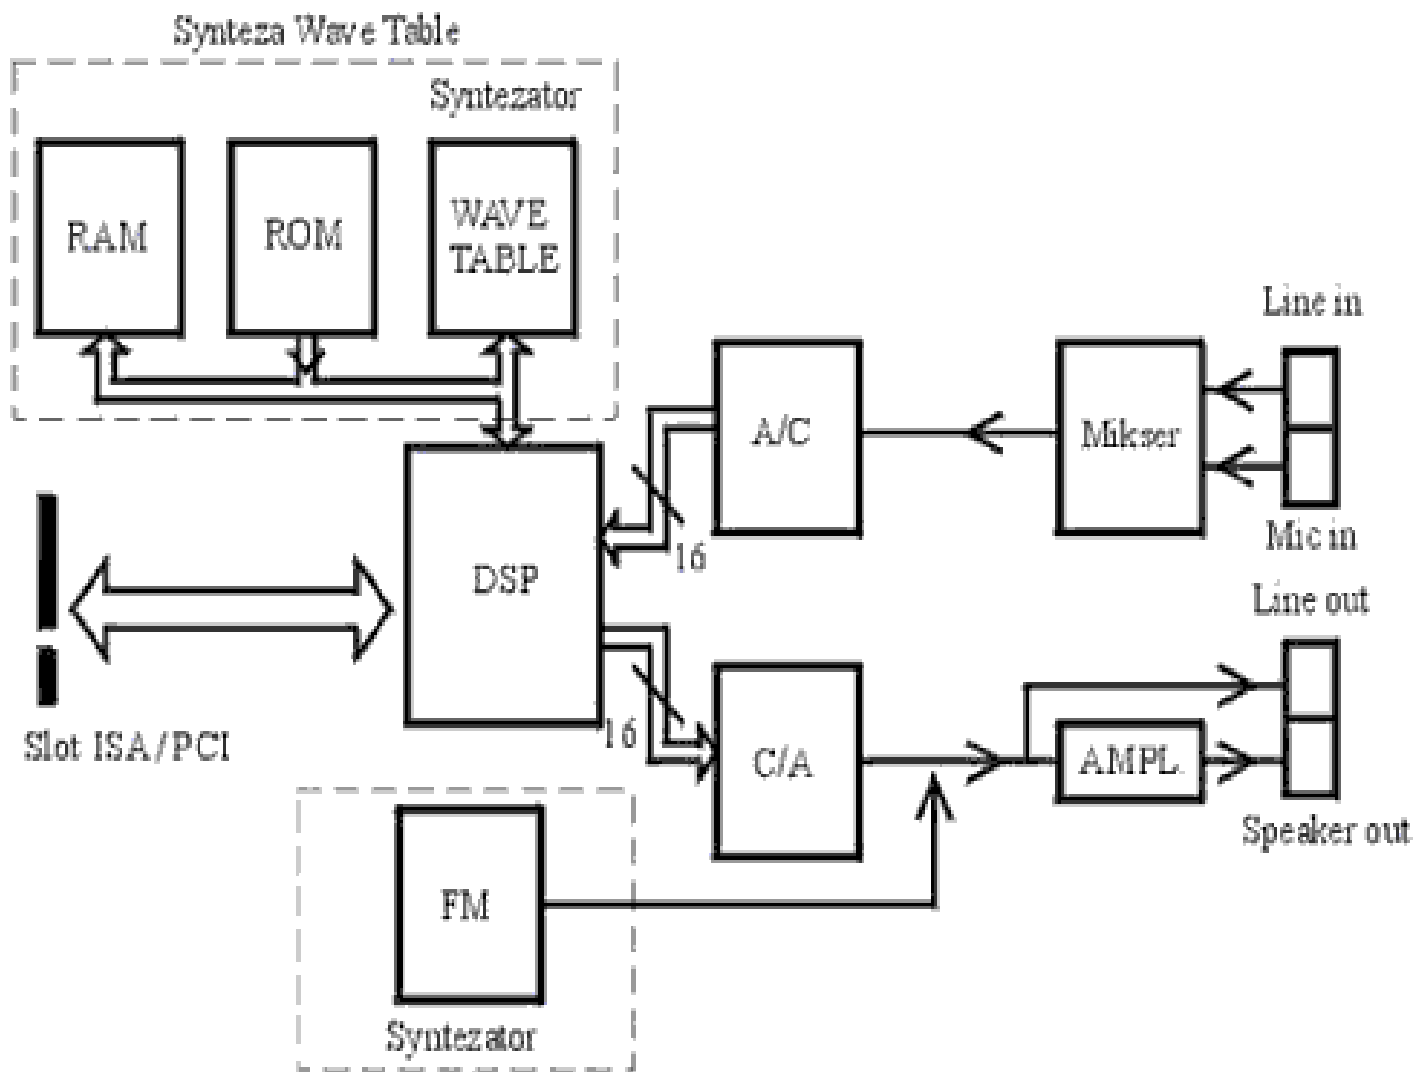 Synteza Wave Table
Syntezator
RAM
ROM
WAVE
TABLE
Line in
A/C
Mikser
Mic in
16
DSP
Line out
16
Slot ISA/PCI
C/A
AMPL.
Speaker out
FM
Syntezator